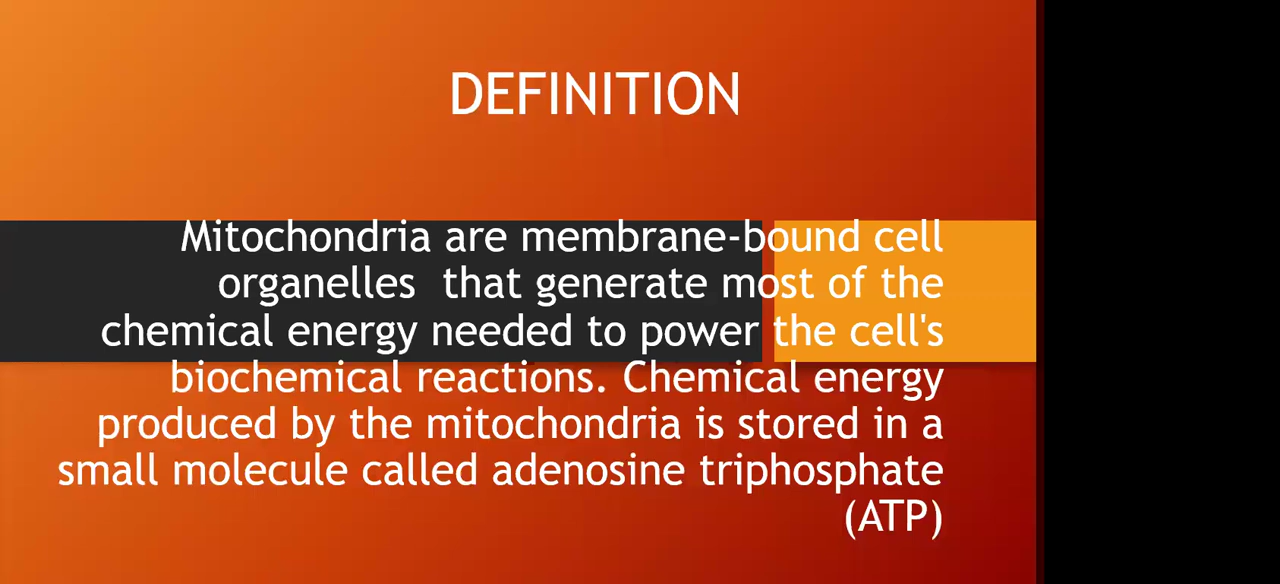 DEFINITION
Mitochondria are membrane-bound cell
organelles  that generate most of the
chemical energy needed to power the cell's
biochemical reactions. Chemical energy
produced by the mitochondria is stored in a
small molecule called adenosine triphosphate
(ATP)